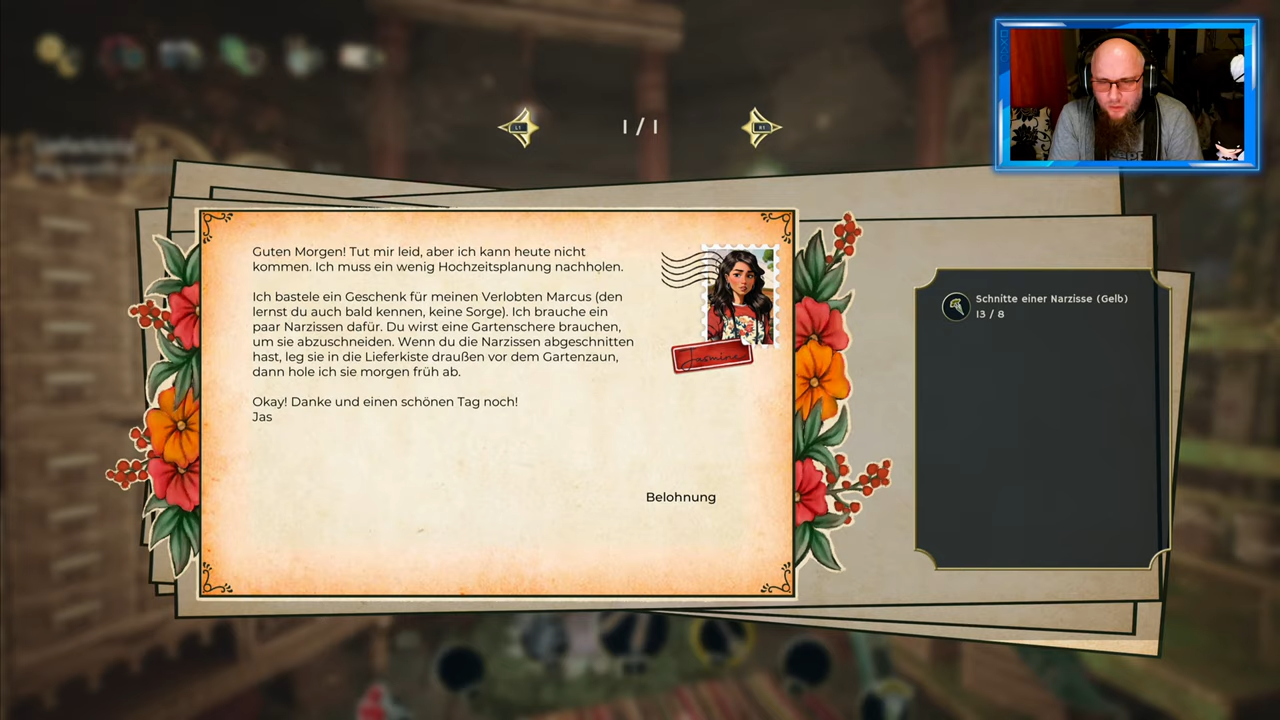 L1
1 / 1
R1
Guten Morgen! Tut mir leid, aber ich kann heute nicht
kommen. Ich muss ein wenig Hochzeitsplanung nachholen.
Ich bastele ein Geschenk für meinen Verlobten Marcus (den
lernst du auch bald kennen, keine Sorge). Ich brauche ein
paar Narzissen dafür. Du wirst eine Gartenschere brauchen,
um sie abzuschneiden. Wenn du die Narzissen abgeschnitten
hast, leg sie in die Lieferkiste draußen vor dem Gartenzaun,
dann hole ich sie morgen früh ab.
Okay! Danke und einen schönen Tag noch!
Jas
Jasmine
Belohnung
Schnitte einer Narzisse (Gelb)
13 / 8